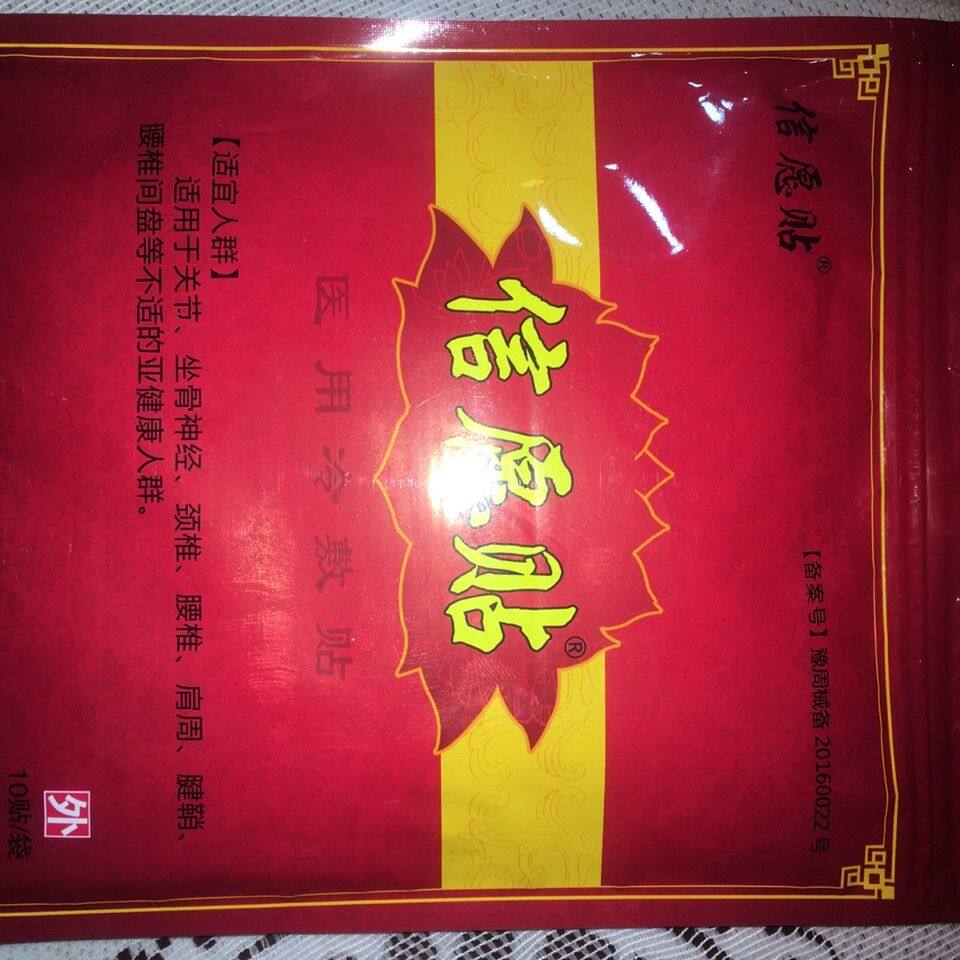 信愿贴®
【备案号】豫周械备 20160022号
信愿贴®
医用冷敷贴
【适宜人群】
适用于关节、坐骨神经、颈椎、腰椎、肩周、腱鞘、
腰椎间盘等不适的亚健康人群。
外
10贴/袋